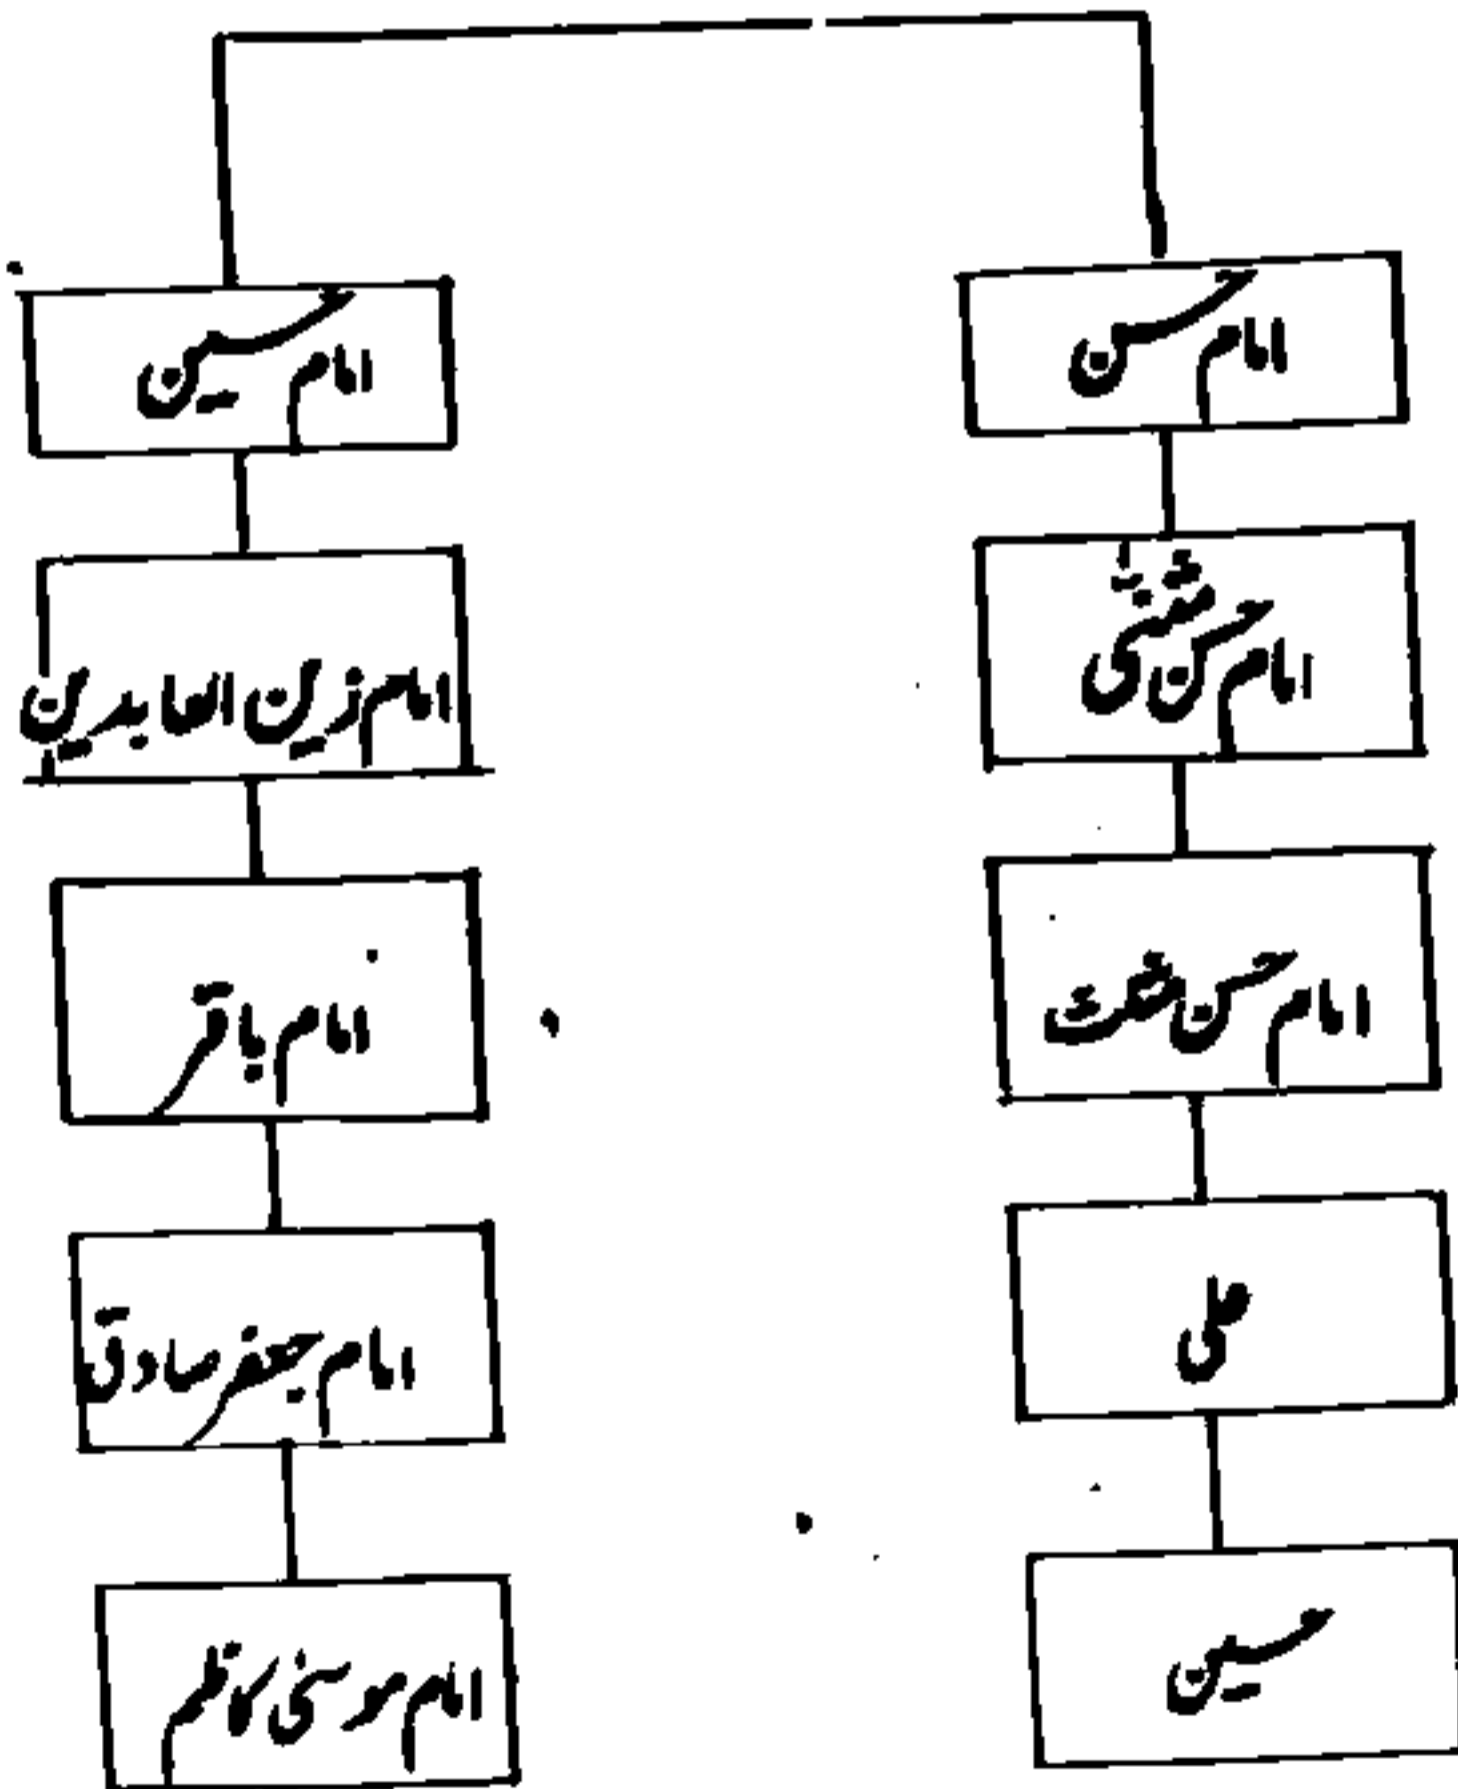 امام حسن
امام حسن مثنیٰ
امام حسن مثلث
علی
حسین
امام حسین
امام زین العابدین
امام باقر
امام جعفر صادق
امام موسیٰ کاظم